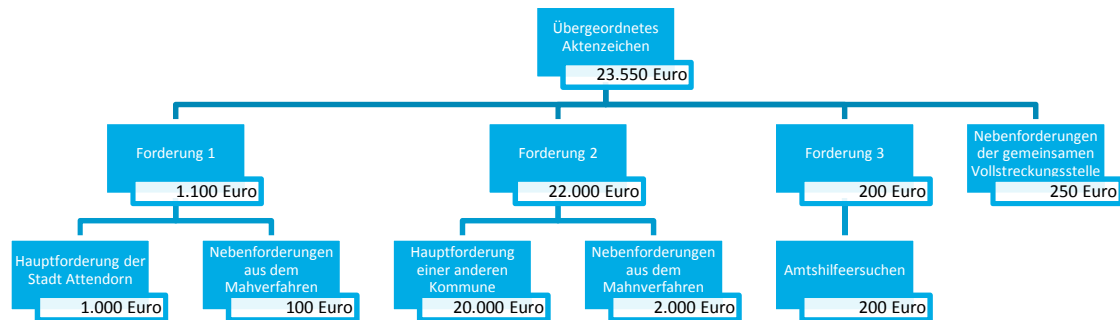 Übergeordnetes
Aktenzeichen
23.550 Euro
Forderung 1
1.100 Euro
Forderung 2
22.000 Euro
Forderung 3
200 Euro
Nebenforderungen
der gemeinsamen
Vollstreckungsstelle
250 Euro
Hauptforderung der
Stadt Attendorn
1.000 Euro
Nebenforderungen
aus dem
Mahverfahren
100 Euro
Hauptforderung
einer anderen
Kommune
20.000 Euro
Nebenforderungen
aus dem
Mahnverfahren
2.000 Euro
Amtshilfeersuchen
200 Euro